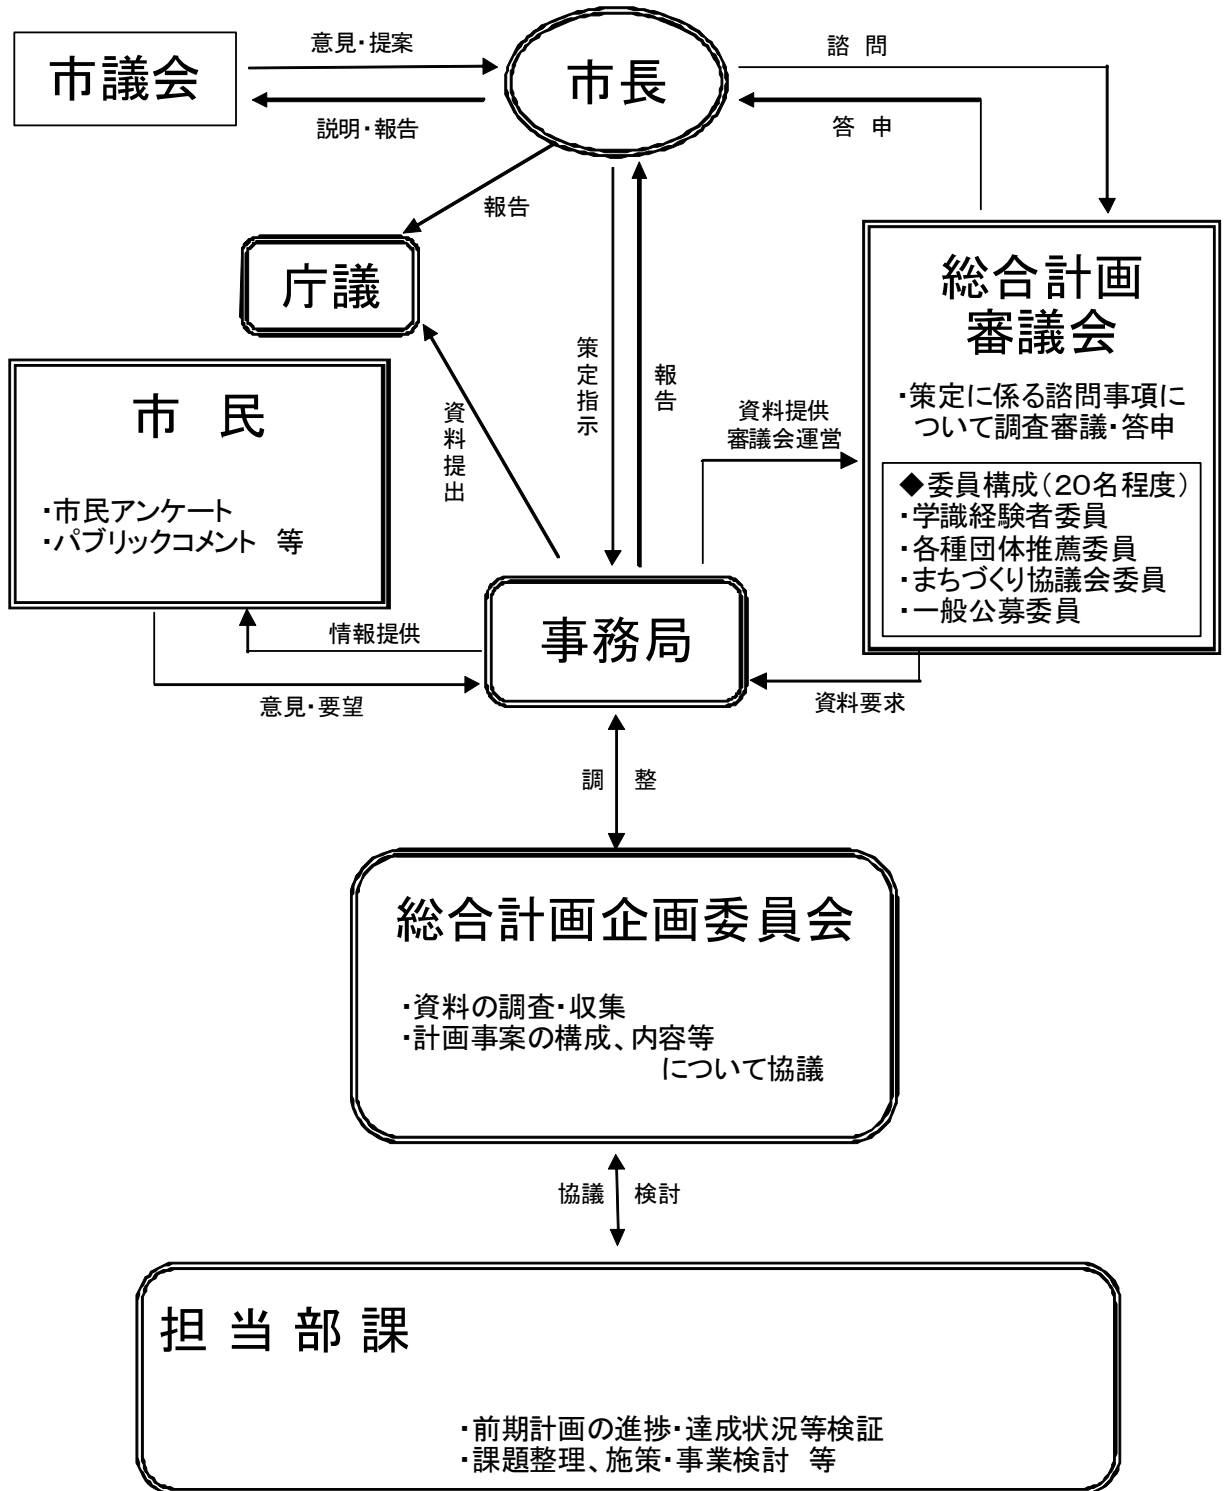 意見・提案
諮 問
市議会
市長
説明・報告
答 申
報告
庁議
総合計画
審議会
策定指示
報告
・策定に係る諮問事項に
ついて調査審議・答申
市 民
資料提出
資料提供
審議会運営
◆委員構成(20名程度)
・学識経験者委員
・各種団体推薦委員
・まちづくり協議会委員
・一般公募委員
・市民アンケート
・パブリックコメント 等
情報提供
事務局
意見・要望
資料要求
調 整
総合計画企画委員会
・資料の調査・収集
・計画事案の構成、内容等
について協議
協議 検討
担 当 部 課
・前期計画の進捗・達成状況等検証
・課題整理、施策・事業検討 等